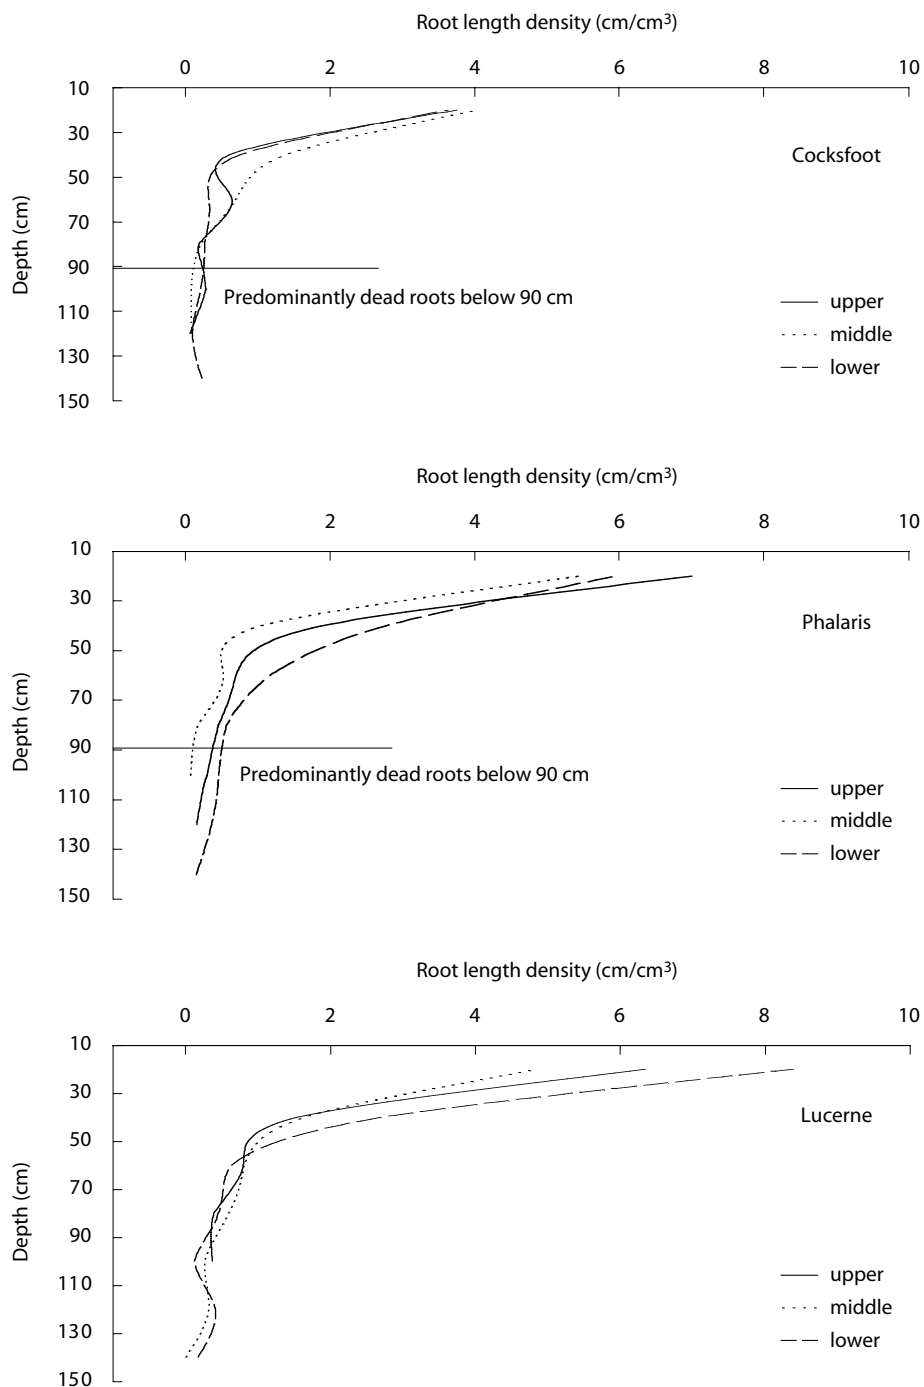 Root length density (cm/cm³)
0 2 4 6 8 10
10
30
50
70
90
110
130
150
Depth (cm)
Cocksfoot
Predominantly dead roots below 90 cm
upper
middle
lower
Root length density (cm/cm³)
0 2 4 6 8 10
10
30
50
70
90
110
130
150
Depth (cm)
Phalaris
Predominantly dead roots below 90 cm
upper
middle
lower
Root length density (cm/cm³)
0 2 4 6 8 10
10
30
50
70
90
110
130
150
Depth (cm)
Lucerne
upper
middle
lower